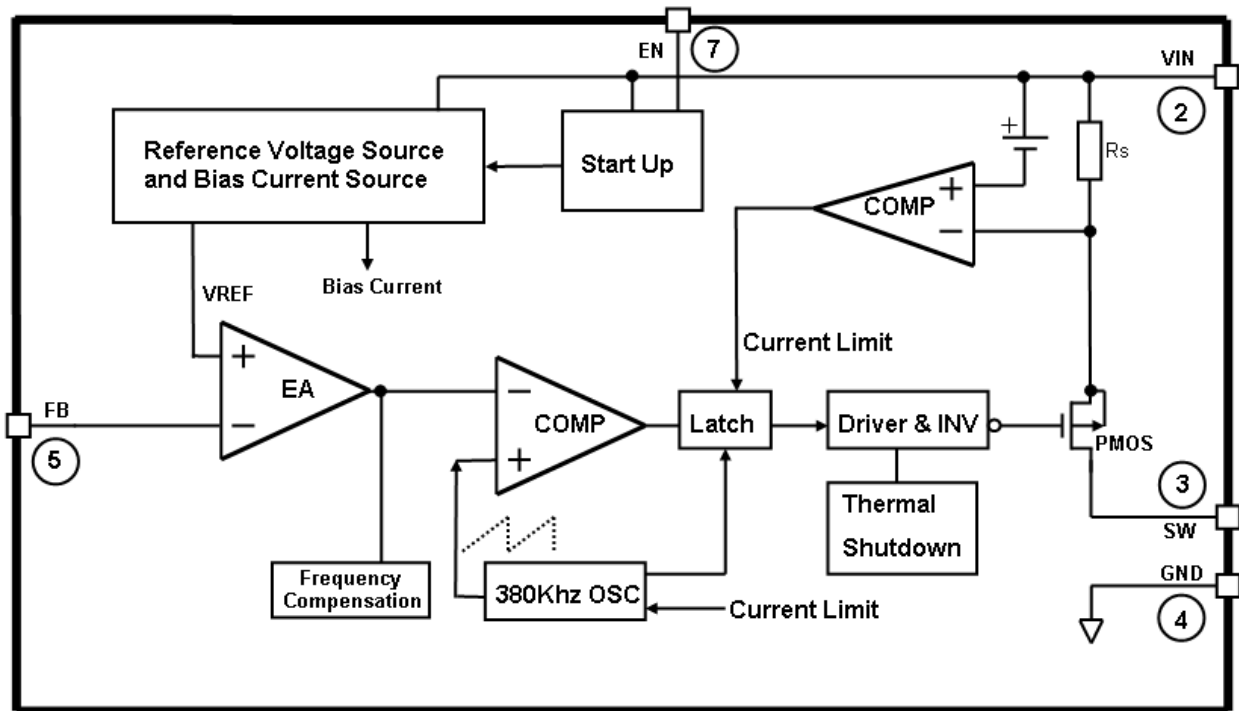 EN
7
VIN
2
Reference Voltage Source
and Bias Current Source
Start Up
+
Rs
+
COMP
−
Bias Current
VREF
Current Limit
+
EA
−
FB
5
−
COMP
+
Latch
Driver & INV
PMOS
Thermal
Shutdown
3
SW
Frequency
Compensation
380Khz OSC
Current Limit
GND
4